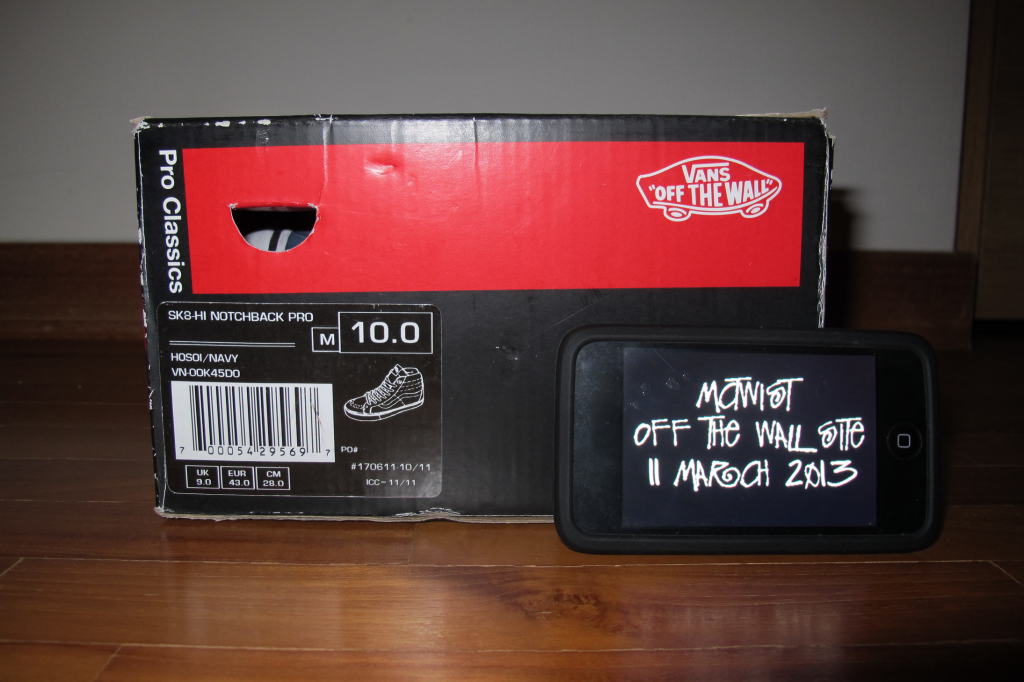 Pro Classics
VANS
"OFF THE WALL"
SK8-HI NOTCHBACK PRO
M 10.0
HOSOI/NAVY
VN-00K45D0
7 00054 29569 7
PO#
#170611-10/11
ICC-11/11
UK EUR CM
9.0 43.0 28.0
MCTWIST
OFF THE WALL SITE
11 MARCH 2013